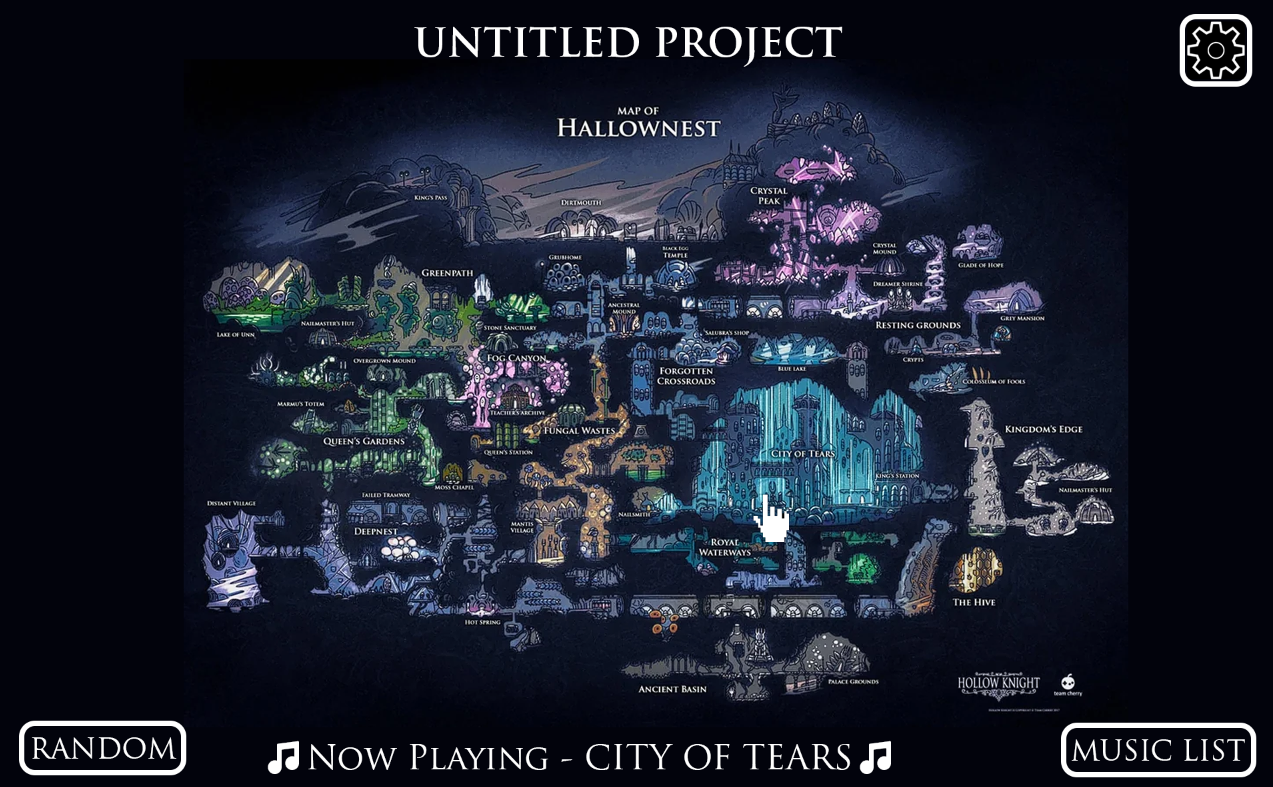 UNTITLED PROJECT
MAP OF
HALLOWNEST
CRYSTAL
PEAK
KING'S PASS
DIRTMOUTH
BLACK EGG
TEMPLE
CRYSTAL
MOUND
GLADE OF HOPE
GRUBHOME
GREENPATH
DREAMER SHRINE
ANCESTRAL
MOUND
GREY MANSION
LAKE OF UNN
NAILMASTER'S HUT
STONE SANCTUARY
SALUBRA'S SHOP
RESTING GROUNDS
OVERGROWN MOUND
FOG CANYON
FORGOTTEN
CROSSROADS
BLUE LAKE
CRYPTS
COLOSSEUM OF FOOLS
MARMU'S TOTEM
TEACHER'S ARCHIVE
QUEEN'S GARDENS
FUNGAL WASTES
KINGDOM'S EDGE
QUEEN'S STATION
CITY OF TEARS
KING'S STATION
MOSS CHAPEL
NAILMASTER'S HUT
DISTANT VILLAGE
FAILED TRAMWAY
NAILSMITH
MANTIS
VILLAGE
DEEPNEST
ROYAL
WATERWAYS
THE HIVE
HOT SPRING
PALACE GROUNDS
ANCIENT BASIN
HOLLOW KNIGHT
team cherry
RANDOM
NOW PLAYING - CITY OF TEARS
MUSIC LIST